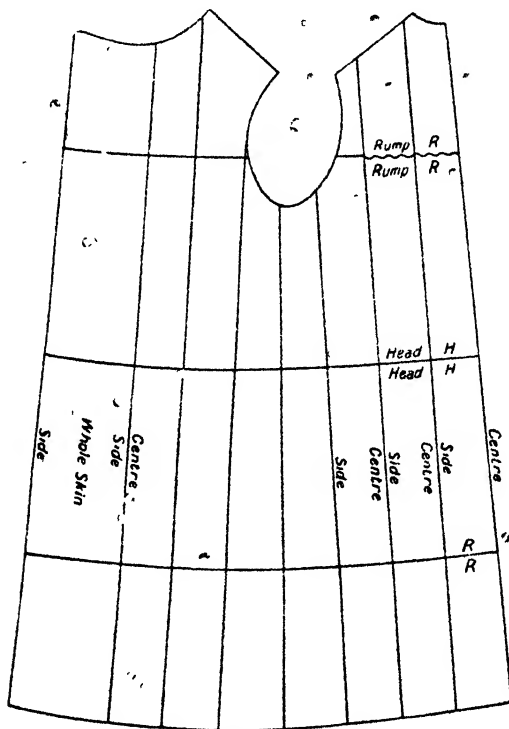 Rump R
Rump R
Head H
Head H
Side
Whole Skin
Side
Centre
Side
Centre
Side
Centre
Side
Centre
R
R